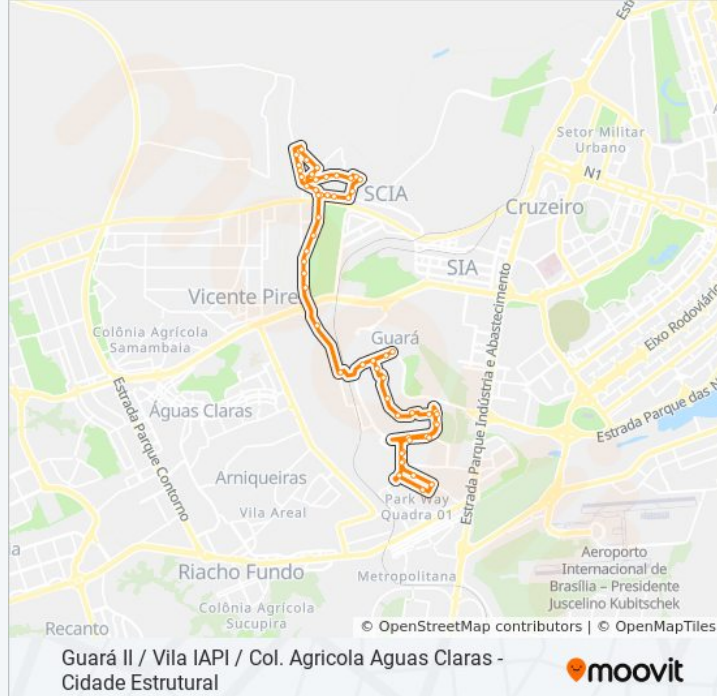 Setor Militar
Urbano
N1
SCIA
Cruzeiro
SIA
Vicente Pire
Colônia Agrícola
Samambaia
Guará
Eixo Rodoviário
Estrada Parque Indústria e Abastecimento
Estrada Parque Contorno
Águas Claras
Estrada Parque das N
Arniqueiras
Vila Areal
Park Way
Quadra 01
a
Riacho Fundo
Metropolitana
Aeroporto
Internacional de
Brasília – Presidente
Juscelino Kubitschek
Colônia Agrícola
Sucupira
Recanto
© OpenStreetMap contributors | © OpenMapTiles
Guará II / Vila IAPI / Col. Agricola Aguas Claras -
Cidade Estrutural
moovit